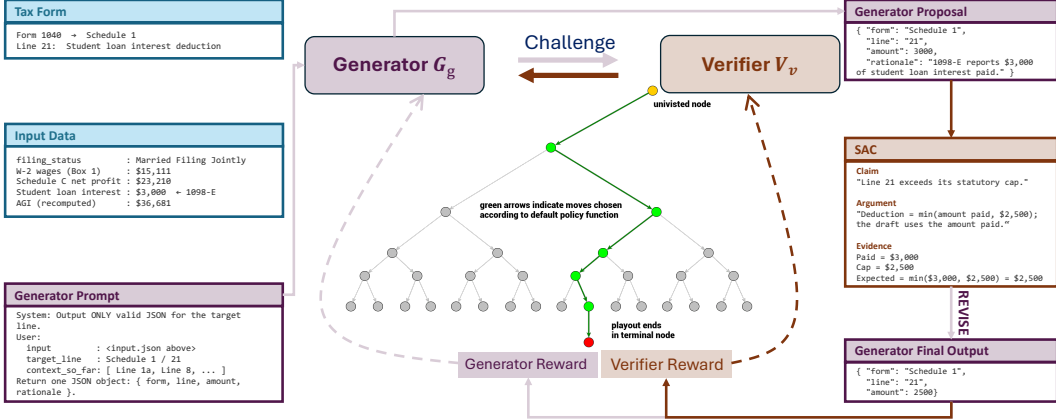 Tax Form
Form 1040 → Schedule 1
Line 21: Student loan interest deduction
Input Data
filing_status : Married Filing Jointly
W-2 wages (Box 1) : $15,111
Schedule C net profit : $23,210
Student loan interest : $3,000 ← 1098-E
AGI (recomputed) : $36,681
Generator Prompt
System: Output ONLY valid JSON for the target
line.
User:
input : <input.json above>
target_line : Schedule 1 / 21
context_so_far: [ Line 1a, Line 8, ... ]
Return one JSON object: { form, line, amount,
rationale }.
Generator G_g
Challenge
Verifier V_v
univisted node
green arrows indicate moves chosen
according to default policy function
playout ends
in terminal node
Generator Reward
Verifier Reward
Generator Proposal
{ "form": "Schedule 1",
"line": "21",
"amount": 3000,
"rationale": "1098-E reports $3,000
of student loan interest paid." }
SAC
Claim
"Line 21 exceeds its statutory cap."
Argument
"Deduction = min(amount paid, $2,500);
the draft uses the amount paid."
Evidence
Paid = $3,000
Cap = $2,500
Expected = min($3,000, $2,500) = $2,500
REVISE
Generator Final Output
{ "form": "Schedule 1",
"line": "21",
"amount": 2500}